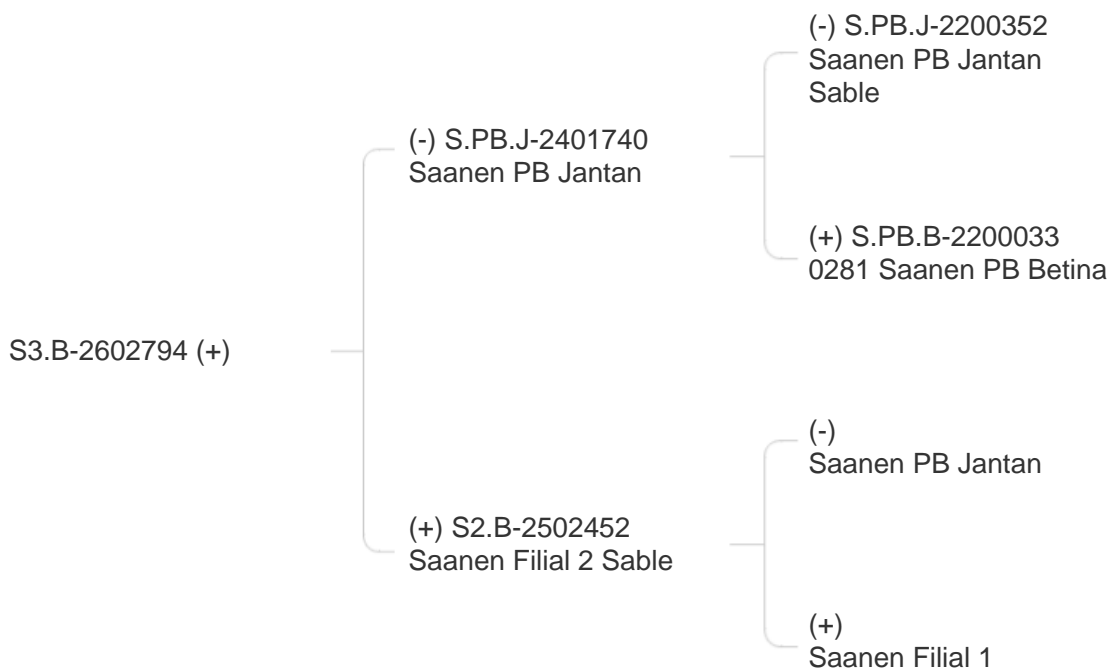 (-) S.PB.J-2200352
Saanen PB Jantan
Sable
(-) S.PB.J-2401740
Saanen PB Jantan
(+) S.PB.B-2200033
0281 Saanen PB Betina
S3.B-2602794 (+)
(-)
Saanen PB Jantan
(+) S2.B-2502452
Saanen Filial 2 Sable
(+)
Saanen Filial 1